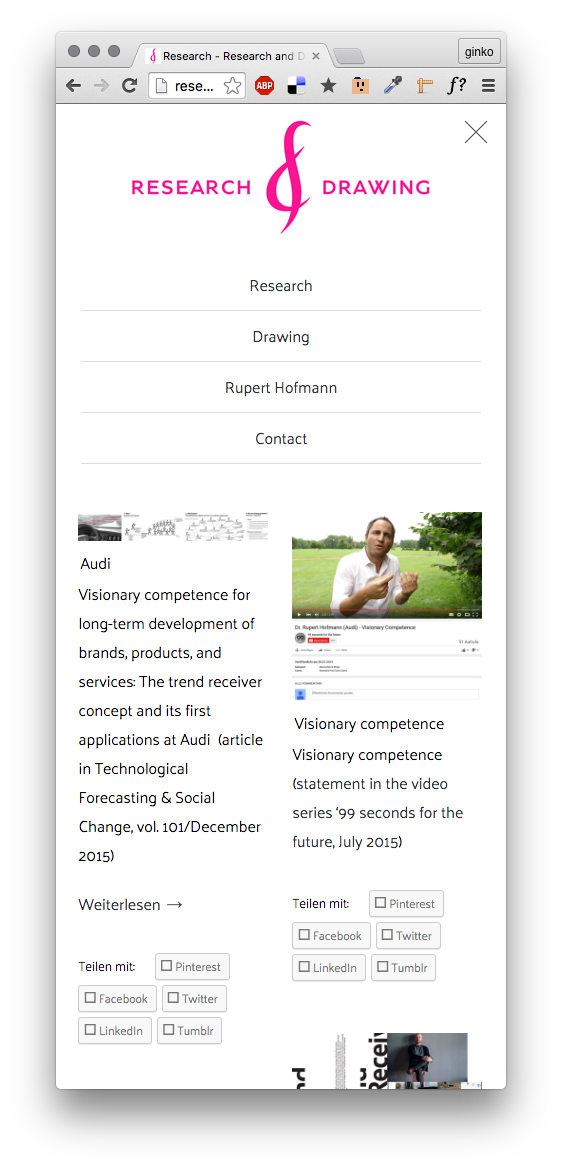 Research - Research and D
ginko
rese...
ABP
f?
RESEARCH
DRAWING
Research
Drawing
Rupert Hofmann
Contact
Audi
Visionary competence for
long-term development of
brands, products, and
services: The trend receiver
concept and its first
applications at Audi (article
in Technological
Forecasting & Social
Change, vol. 101/December
2015)
Weiterlesen →
Teilen mit:
Pinterest
Facebook
Twitter
LinkedIn
Tumblr
Dr. Rupert Hofmann (Audi) - Visionary Competence
Visionary competence
Visionary competence
(statement in the video
series ‘99 seconds for the
future, July 2015)
Teilen mit:
Pinterest
Facebook
Twitter
LinkedIn
Tumblr
Receiv